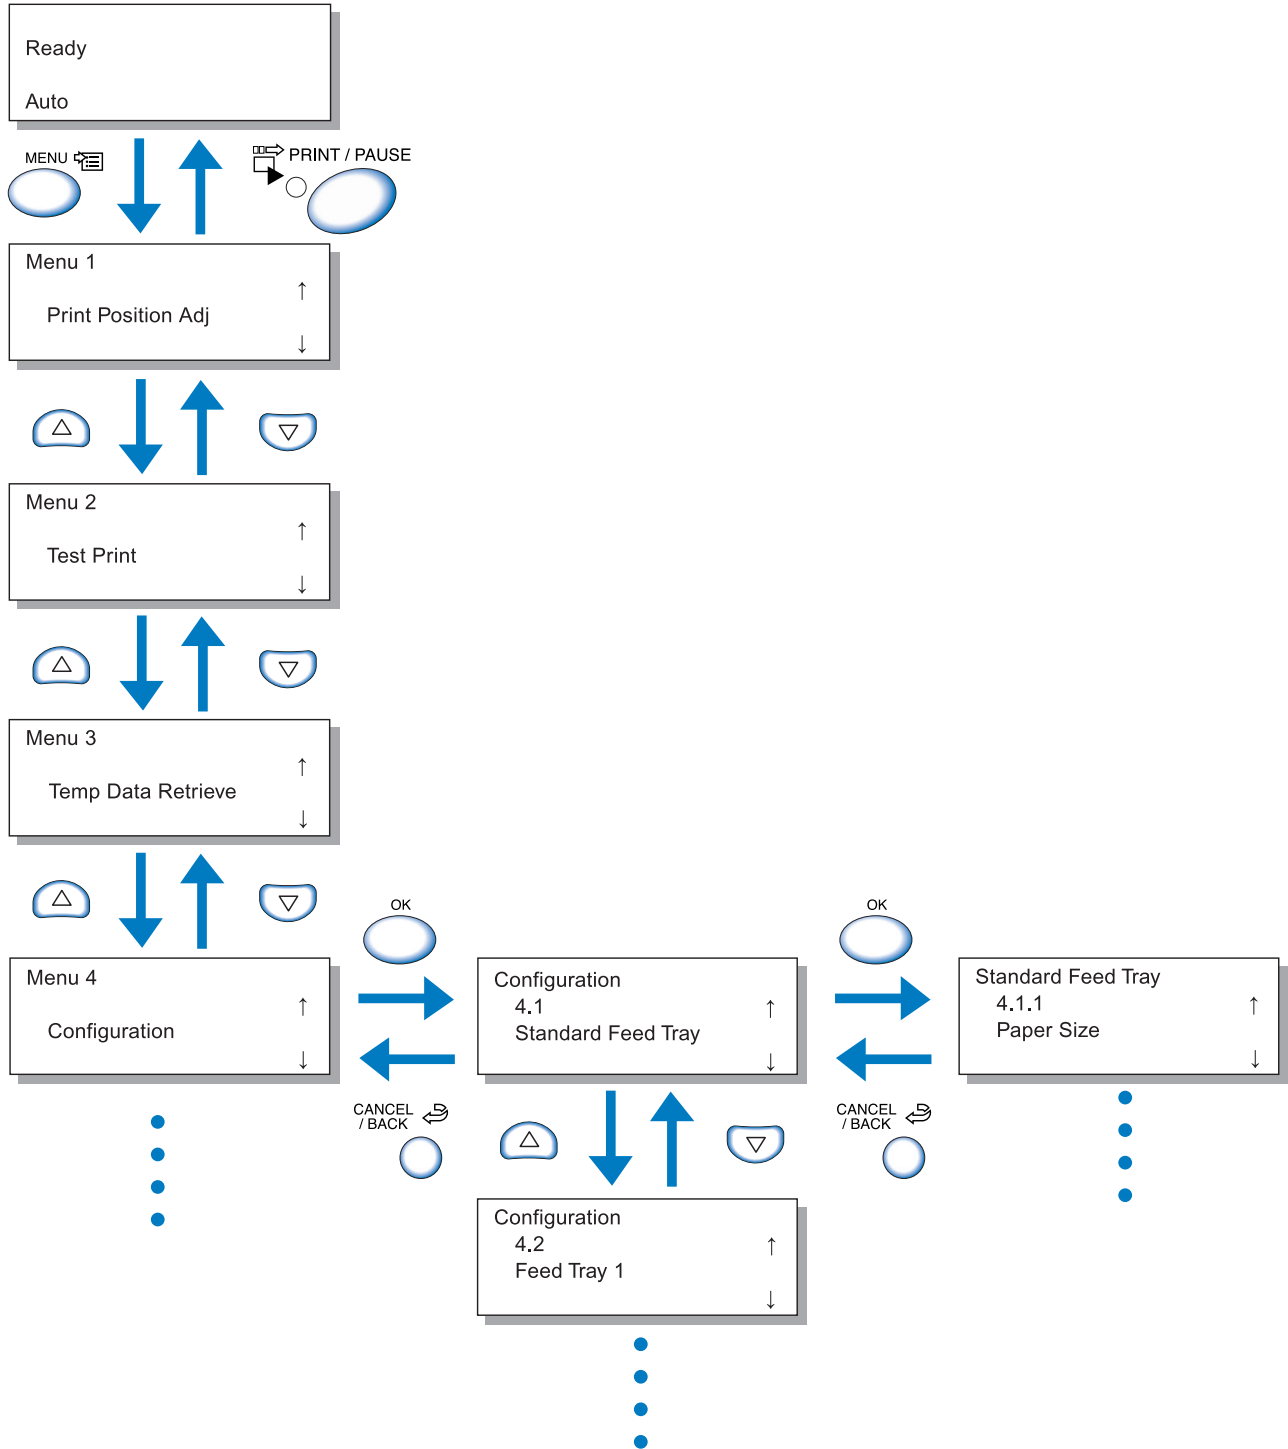 Ready
Auto
MENU
PRINT / PAUSE
Menu 1
↑
Print Position Adj
↓
Menu 2
↑
Test Print
↓
Menu 3
↑
Temp Data Retrieve
↓
OK
OK
Menu 4
↑
Configuration
↓
Configuration
4.1
↑
Standard Feed Tray
↓
Standard Feed Tray
4.1.1
↑
Paper Size
↓
CANCEL
/ BACK
CANCEL
/ BACK
Configuration
4.2
↑
Feed Tray 1
↓